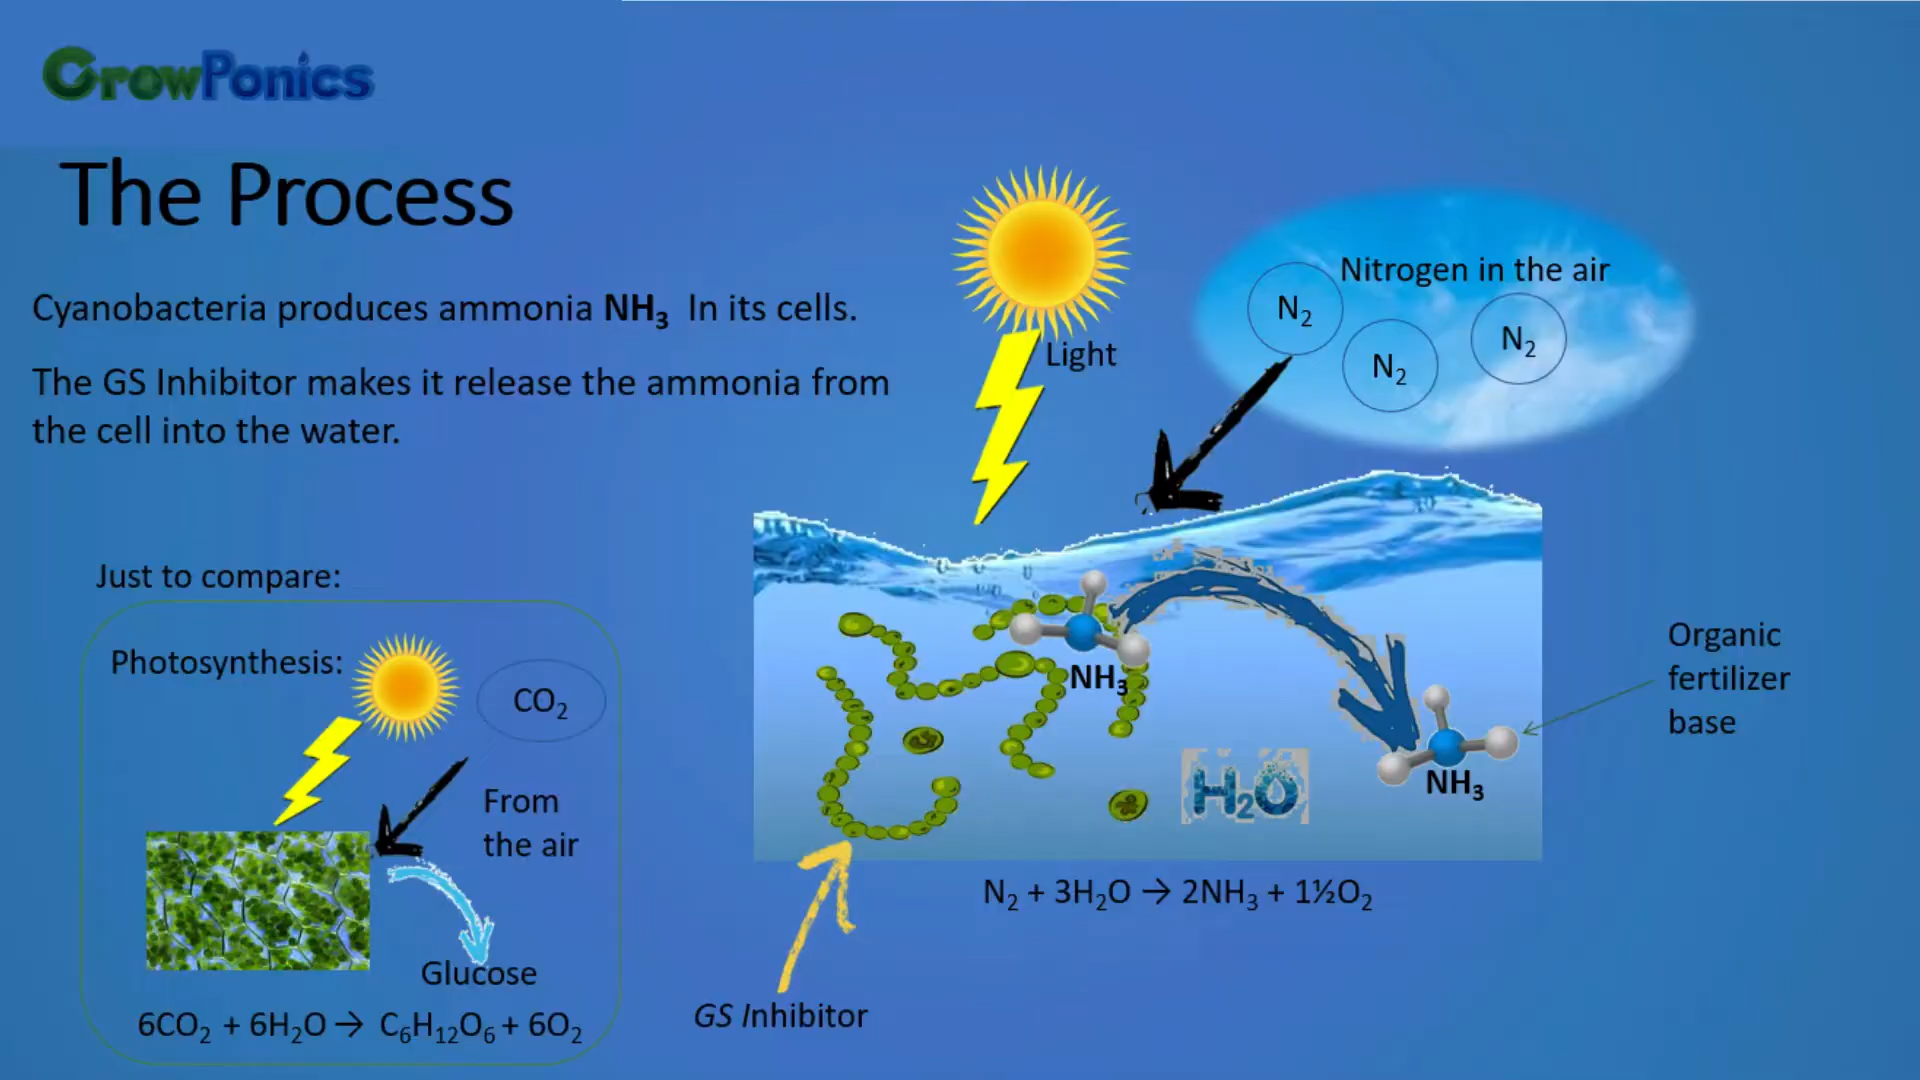 GrowPonics
The Process
Cyanobacteria produces ammonia NH₃ In its cells.
The GS Inhibitor makes it release the ammonia from
the cell into the water.
Light
Nitrogen in the air
N₂
N₂
N₂
NH₃
H₂O
NH₃
Organic
fertilizer
base
N₂ + 3H₂O → 2NH₃ + 1½O₂
GS Inhibitor
Just to compare:
Photosynthesis:
CO₂
From
the air
Glucose
6CO₂ + 6H₂O → C₆H₁₂O₆ + 6O₂